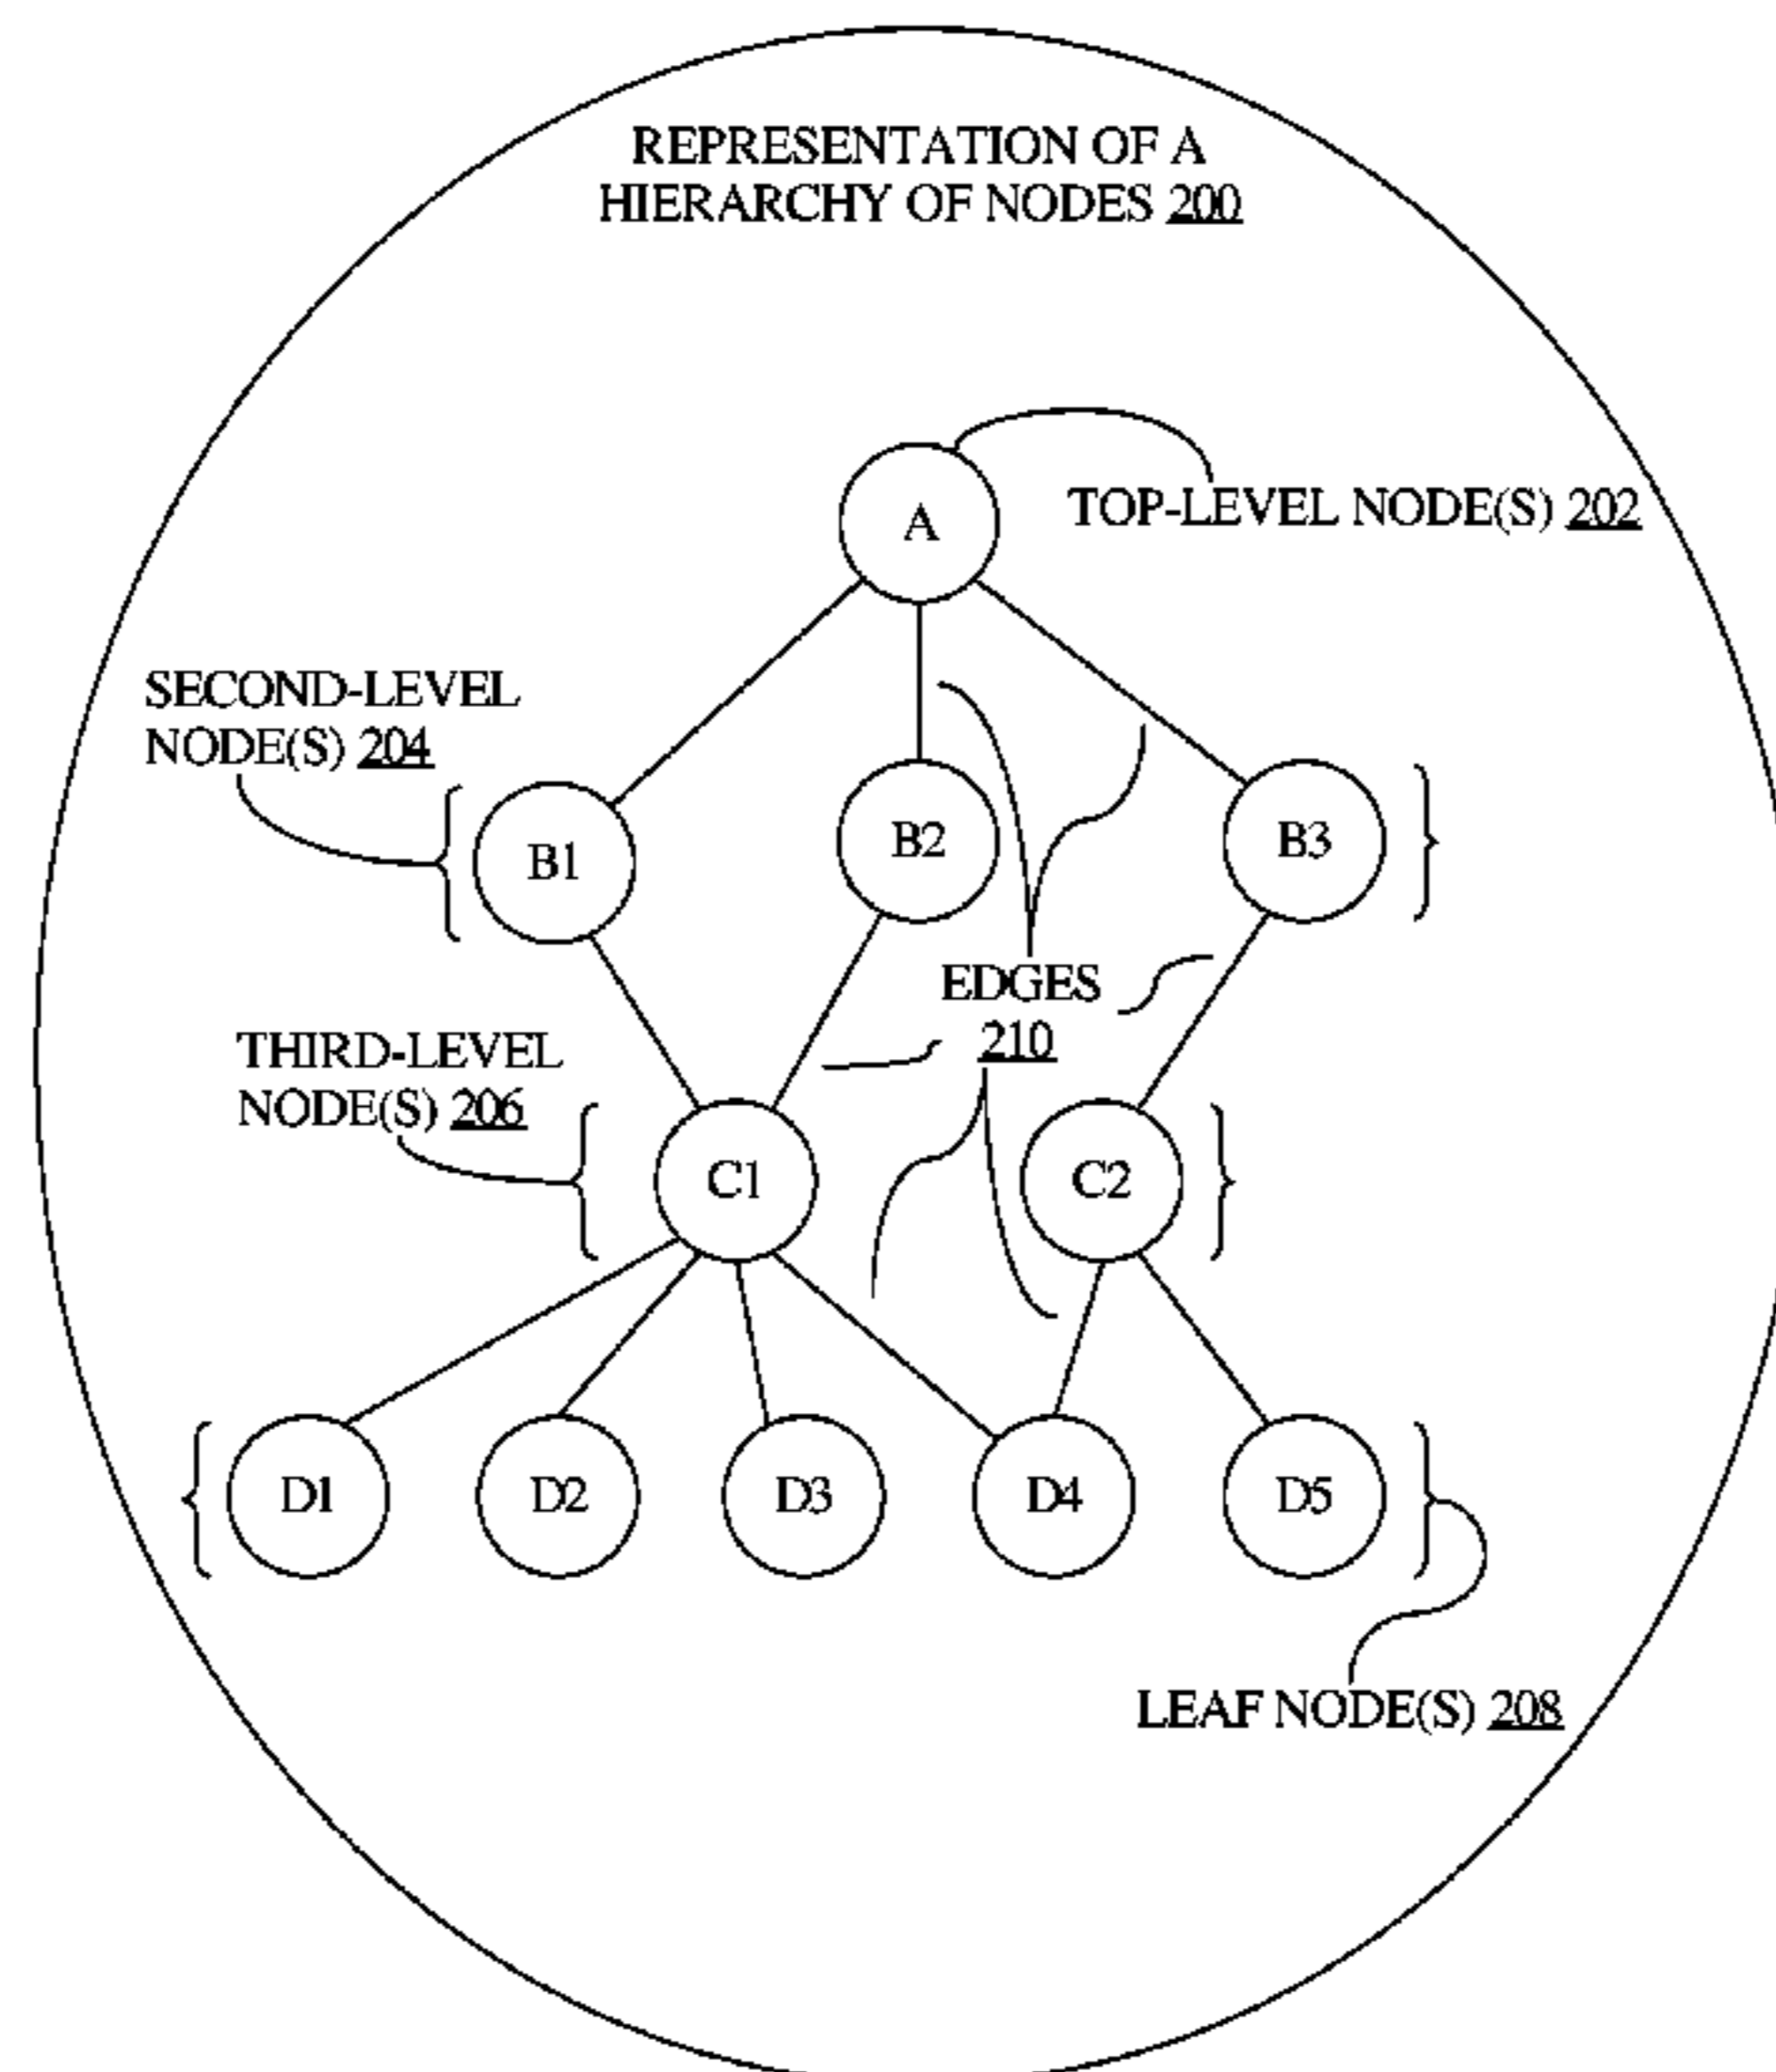 REPRESENTATION OF A
HIERARCHY OF NODES 200
A
TOP-LEVEL NODE(S) 202
SECOND-LEVEL
NODE(S) 204
B1
B2
B3
EDGES
210
THIRD-LEVEL
NODE(S) 206
C1
C2
D1
D2
D3
D4
D5
LEAF NODE(S) 208